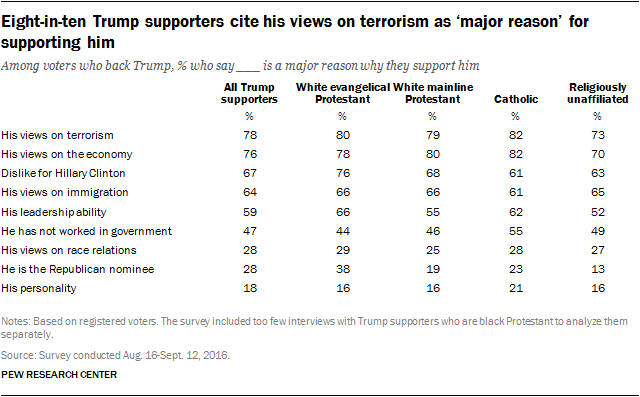 Eight-in-ten Trump supporters cite his views on terrorism as ‘major reason’ for
supporting him
Among voters who back Trump, % who say ____ is a major reason why they support him
All Trump supporters White evangelical Protestant White mainline Protestant Catholic Religiously unaffiliated
% % % % %
His views on terrorism 78 80 79 82 73
His views on the economy 76 78 80 82 70
Dislike for Hillary Clinton 67 76 68 61 63
His views on immigration 64 66 66 61 65
His leadership ability 59 66 55 62 52
He has not worked in government 47 44 46 55 49
His views on race relations 28 29 25 28 27
He is the Republican nominee 28 38 19 23 13
His personality 18 16 16 21 16
Notes: Based on registered voters. The survey included too few interviews with Trump supporters who are black Protestant to analyze them
separately.
Source: Survey conducted Aug. 16-Sept. 12, 2016.
PEW RESEARCH CENTER